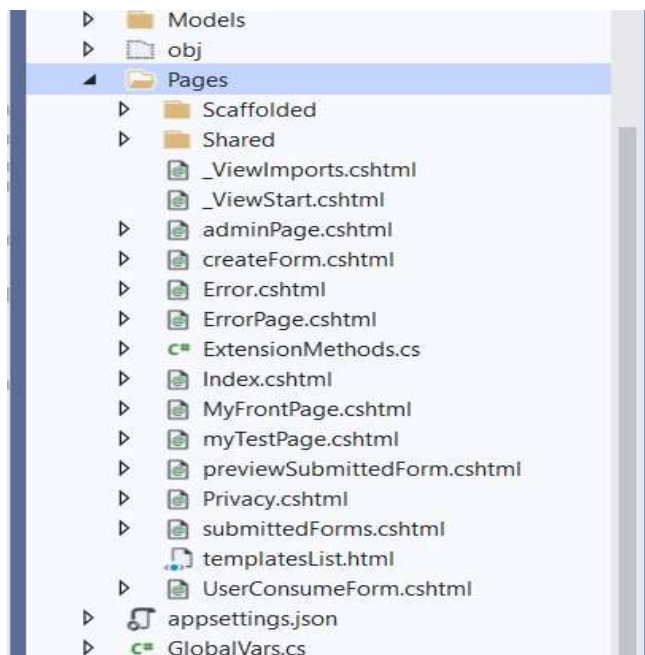 Models
obj
Pages
Scaffolded
Shared
_ViewImports.cshtml
_ViewStart.cshtml
adminPage.cshtml
createForm.cshtml
Error.cshtml
ErrorPage.cshtml
C# ExtensionMethods.cs
Index.cshtml
MyFrontPage.cshtml
myTestPage.cshtml
previewSubmittedForm.cshtml
Privacy.cshtml
submittedForms.cshtml
templatesList.html
UserConsumeForm.cshtml
appsettings.json
C# GlobalVars.cs